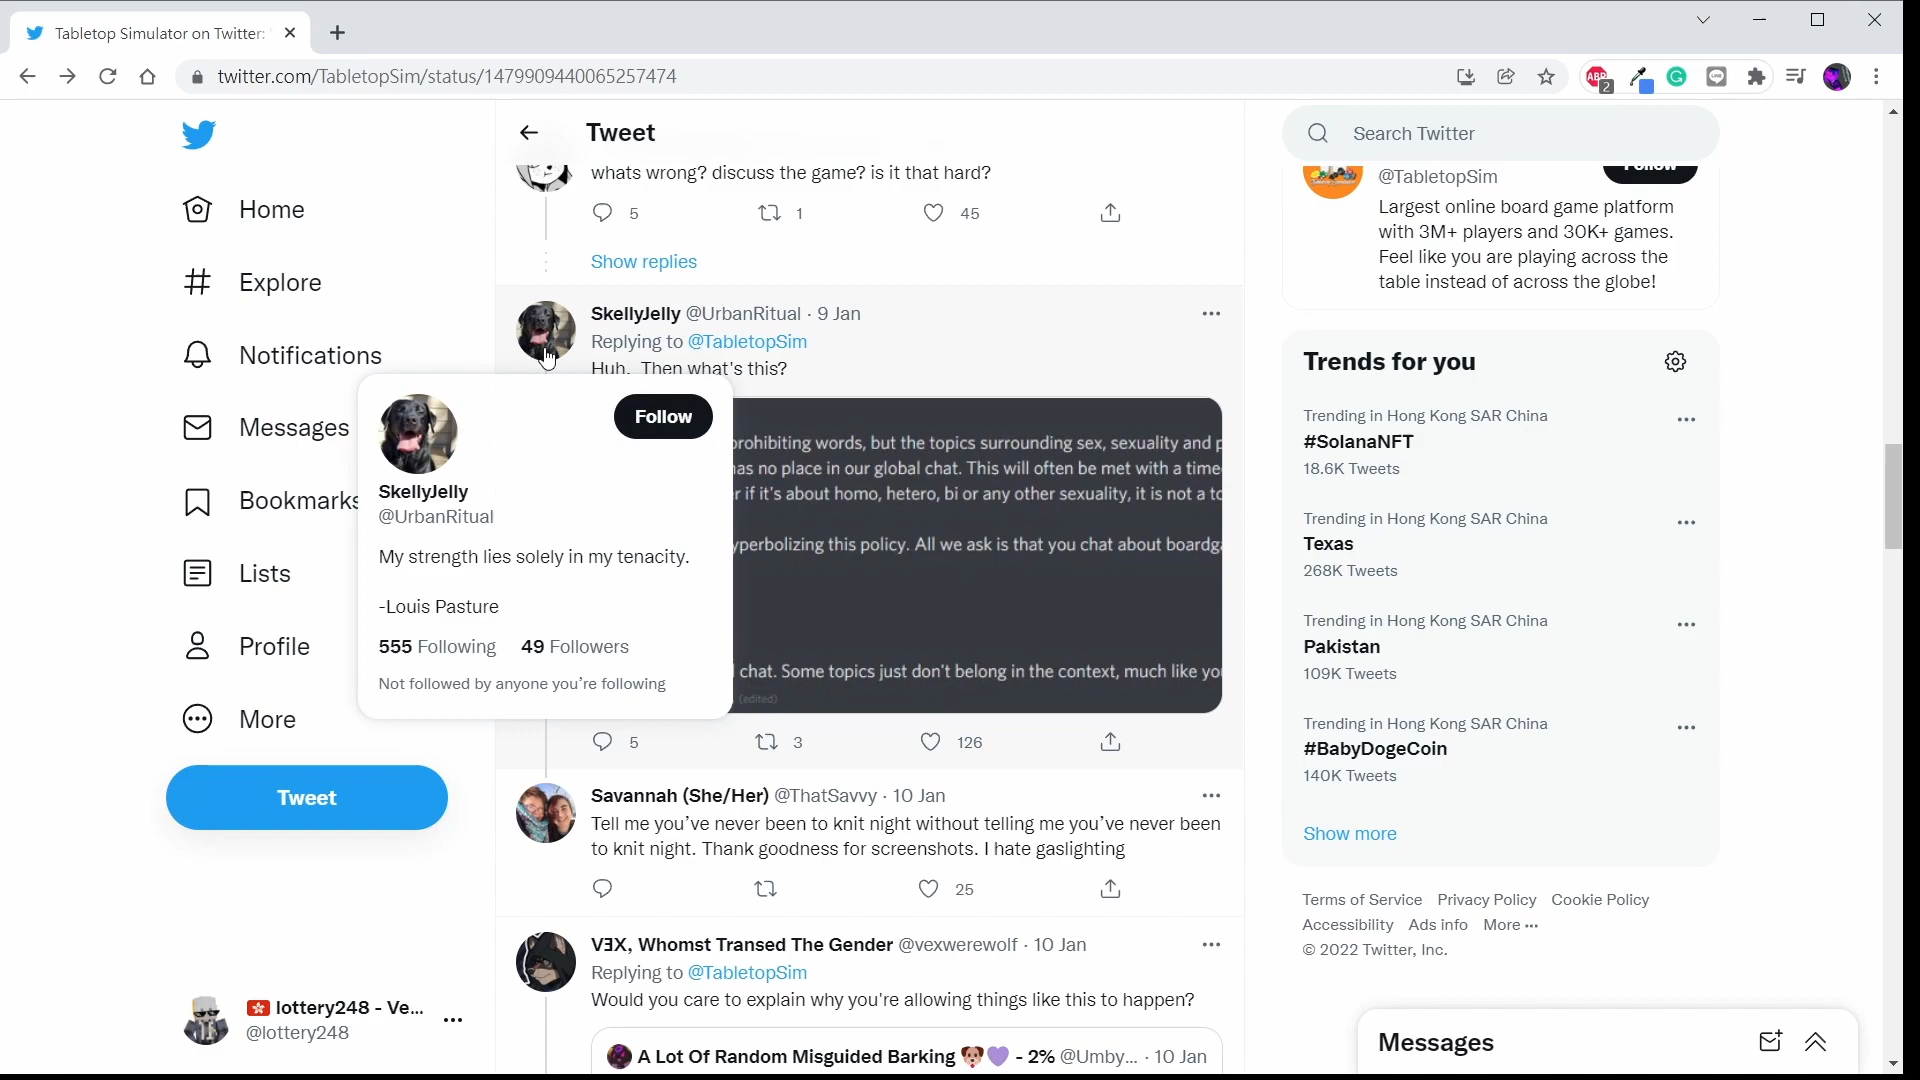 Tabletop Simulator on Twitter:
twitter.com/TabletopSim/status/1479909440065257474
ABP
2
Home
Explore
Notifications
Messages
Bookmarks
Lists
Profile
More
Tweet
lottery248 - Ve...
@lottery248
Tweet
whats wrong? discuss the game? is it that hard?
5 1 45
Show replies
SkellyJelly @UrbanRitual · 9 Jan
Replying to @TabletopSim
Huh. Then what's this?
prohibiting words, but the topics surrounding sex, sexuality and p
has no place in our global chat. This will often be met with a time
r if it's about homo, hetero, bi or any other sexuality, it is not a to
yperbolizing this policy. All we ask is that you chat about boardga
chat. Some topics just don't belong in the context, much like you
(edited)
Follow
SkellyJelly
@UrbanRitual
My strength lies solely in my tenacity.
-Louis Pasture
555 Following 49 Followers
Not followed by anyone you’re following
5 3 126
Savannah (She/Her) @ThatSavvy · 10 Jan
Tell me you’ve never been to knit night without telling me you’ve never been
to knit night. Thank goodness for screenshots. I hate gaslighting
25
VƎX, Whomst Transed The Gender @vexwerewolf · 10 Jan
Replying to @TabletopSim
Would you care to explain why you're allowing things like this to happen?
A Lot Of Random Misguided Barking 🐶💜 - 2% @Umby... · 10 Jan
Search Twitter
Follow
@TabletopSim
Largest online board game platform
with 3M+ players and 30K+ games.
Feel like you are playing across the
table instead of across the globe!
Trends for you
Trending in Hong Kong SAR China
#SolanaNFT
18.6K Tweets
Trending in Hong Kong SAR China
Texas
268K Tweets
Trending in Hong Kong SAR China
Pakistan
109K Tweets
Trending in Hong Kong SAR China
#BabyDogeCoin
140K Tweets
Show more
Terms of Service Privacy Policy Cookie Policy
Accessibility Ads info More ···
© 2022 Twitter, Inc.
Messages